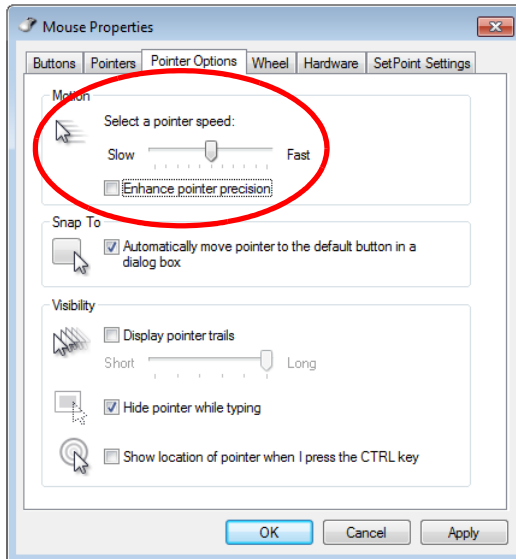 Mouse Properties
Buttons Pointers Pointer Options Wheel Hardware SetPoint Settings
Motion
Select a pointer speed:
Slow Fast
Enhance pointer precision
Snap To
Automatically move pointer to the default button in a
dialog box
Visibility
Display pointer trails
Short Long
Hide pointer while typing
Show location of pointer when I press the CTRL key
OK Cancel Apply